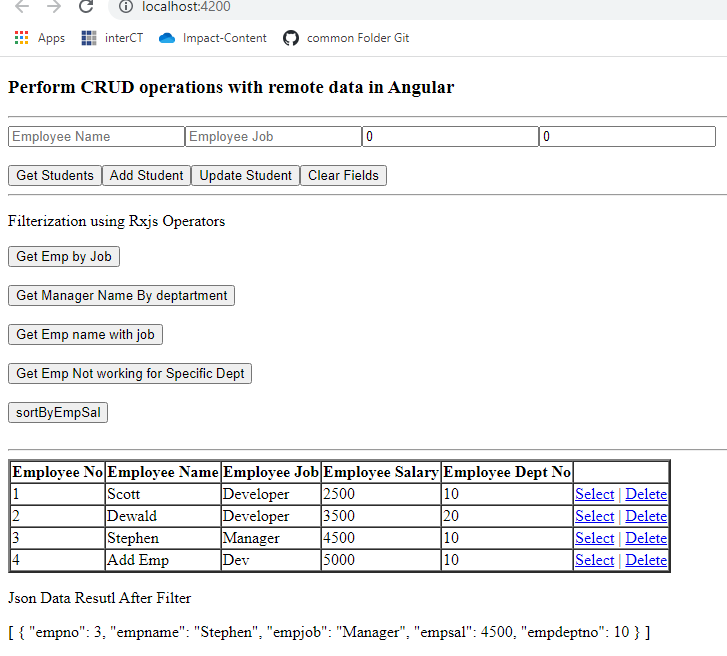 localhost:4200
Apps interCT Impact-Content common Folder Git
Perform CRUD operations with remote data in Angular
Employee Name Employee Job 0 0
Get Students Add Student Update Student Clear Fields
Filterization using Rxjs Operators
Get Emp by Job
Get Manager Name By deptartment
Get Emp name with job
Get Emp Not working for Specific Dept
sortByEmpSal
Employee No Employee Name Employee Job Employee Salary Employee Dept No
1 Scott Developer 2500 10 Select | Delete
2 Dewald Developer 3500 20 Select | Delete
3 Stephen Manager 4500 10 Select | Delete
4 Add Emp Dev 5000 10 Select | Delete
Json Data Resutl After Filter
[ { "empno": 3, "empname": "Stephen", "empjob": "Manager", "empsal": 4500, "empdeptno": 10 } ]